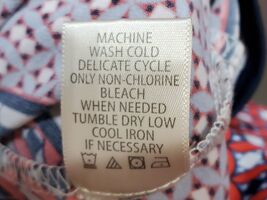 MACHINE
WASH COLD
DELICATE CYCLE
ONLY NON-CHLORINE
BLEACH
WHEN NEEDED
TUMBLE DRY LOW
COOL IRON
IF NECESSARY